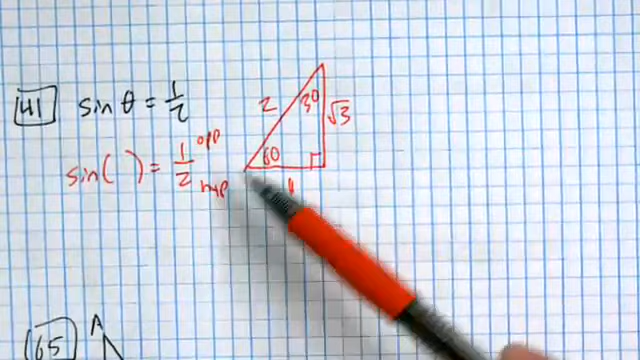 41 sin θ = 1/2
sin( ) = 1/2 opp hyp
2 30 √3
60
1
65 A